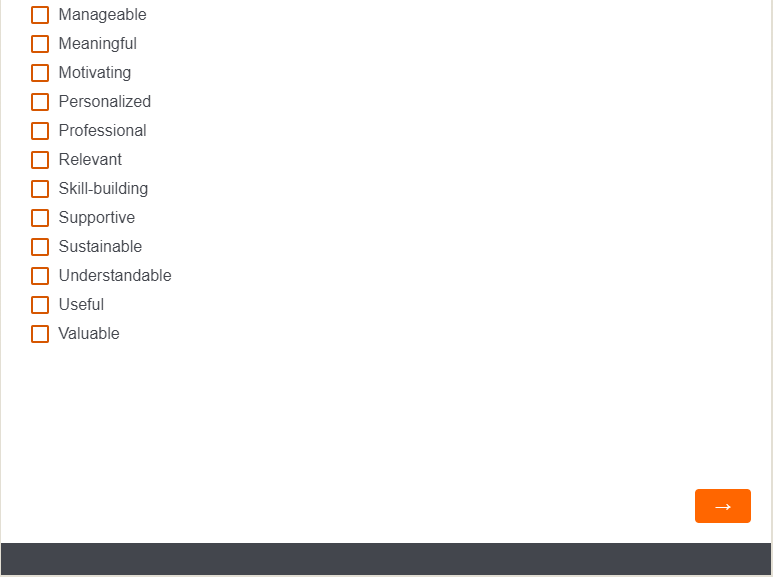 Manageable
Meaningful
Motivating
Personalized
Professional
Relevant
Skill-building
Supportive
Sustainable
Understandable
Useful
Valuable
→